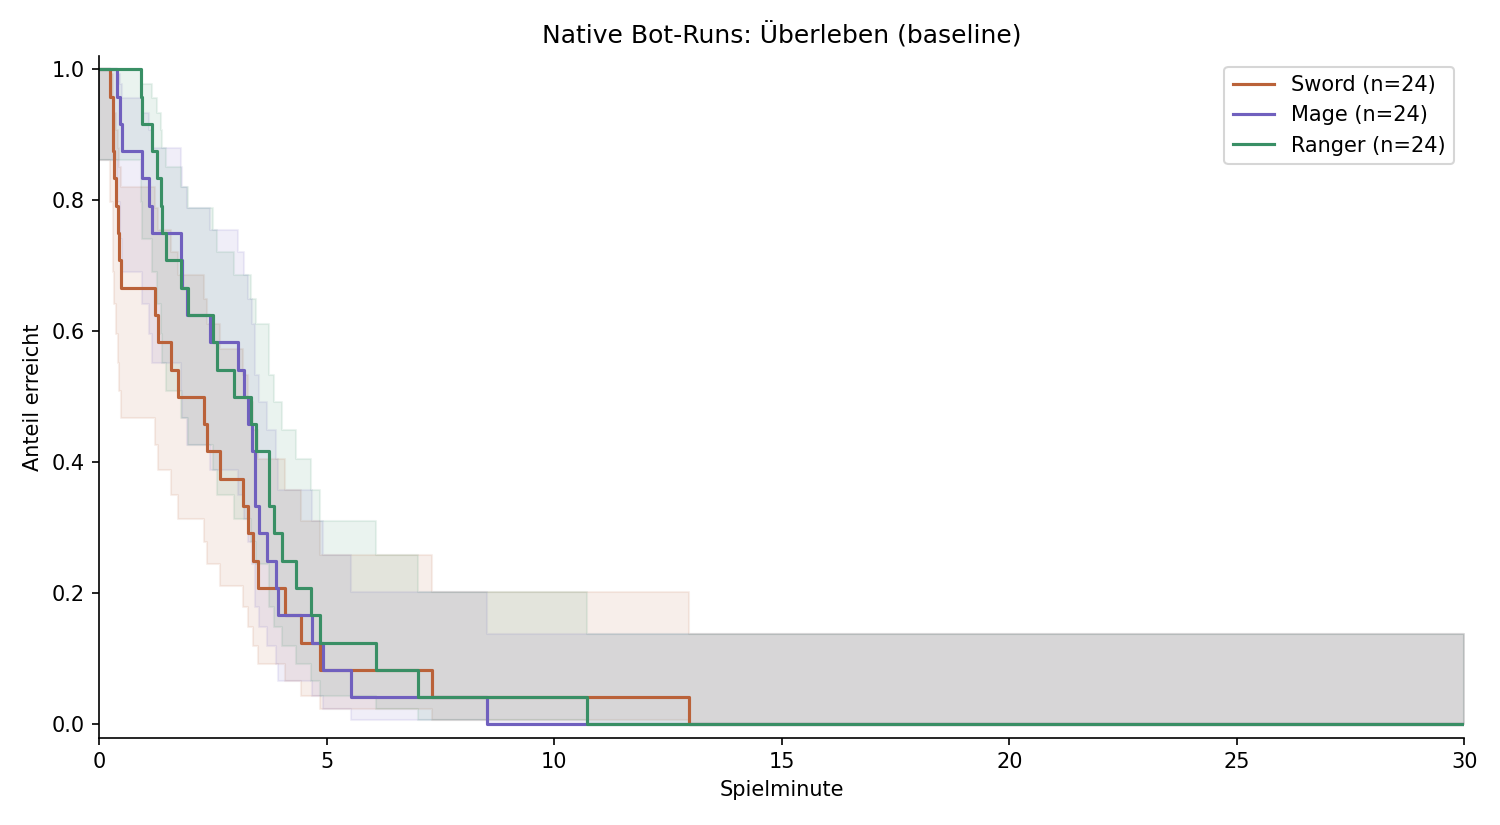 Native Bot-Runs: Überleben (baseline)
Sword (n=24)
Mage (n=24)
Ranger (n=24)
Anteil erreicht
1.0
0.8
0.6
0.4
0.2
0.0
0 5 10 15 20 25 30
Spielminute